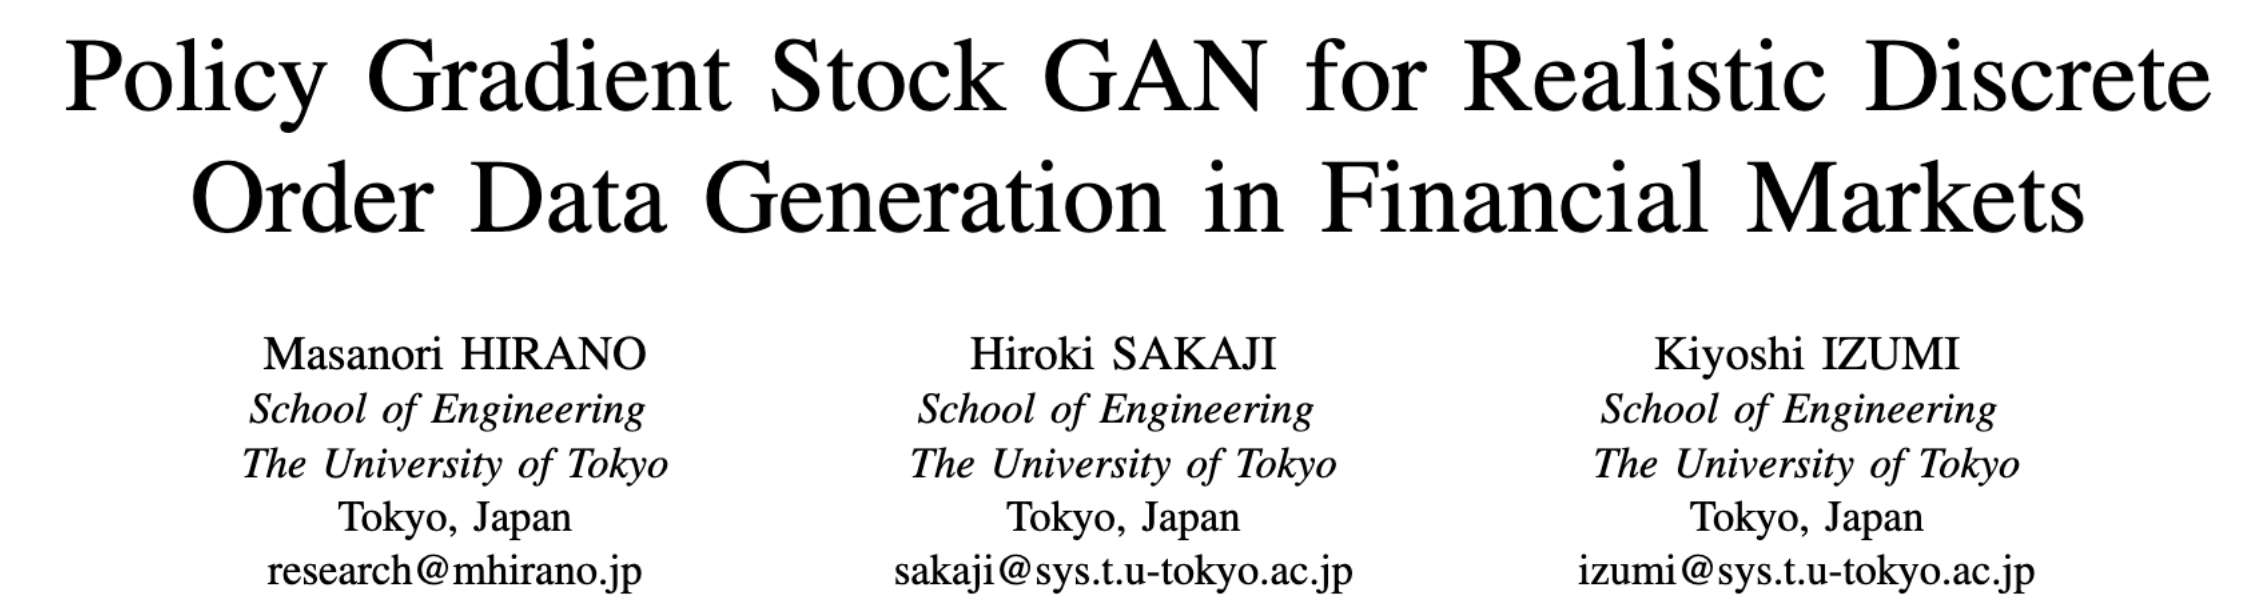 Policy Gradient Stock GAN for Realistic Discrete
Order Data Generation in Financial Markets
Masanori HIRANO
School of Engineering
The University of Tokyo
Tokyo, Japan
research@mhirano.jp
Hiroki SAKAJI
School of Engineering
The University of Tokyo
Tokyo, Japan
sakaji@sys.t.u-tokyo.ac.jp
Kiyoshi IZUMI
School of Engineering
The University of Tokyo
Tokyo, Japan
izumi@sys.t.u-tokyo.ac.jp